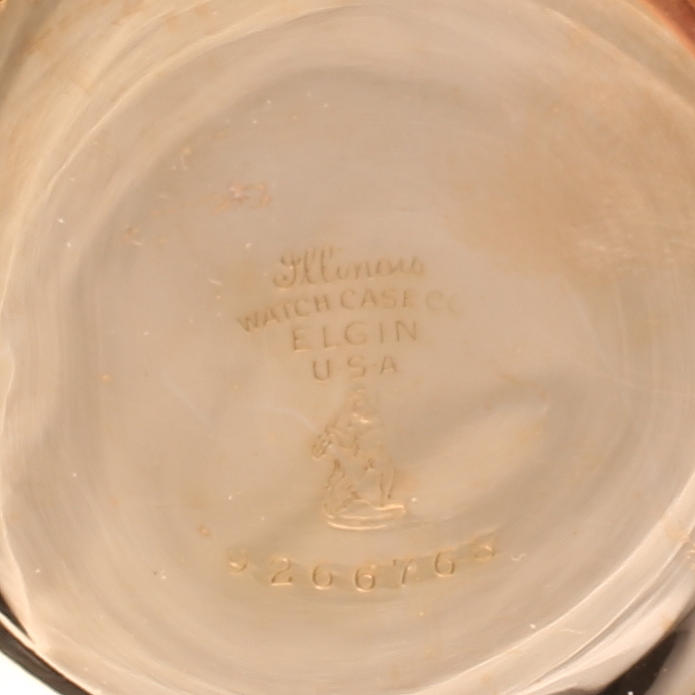 Illinois
WATCH CASE Co
ELGIN
U·S·A